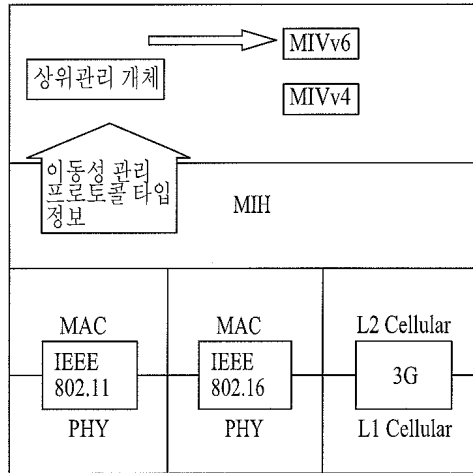 MIVv6
상위관리 개체
MIVv4
이동성 관리
프로토콜 타입
정보
MIH
MAC
MAC
L2 Cellular
IEEE
802.11
IEEE
802.16
3G
PHY
PHY
L1 Cellular